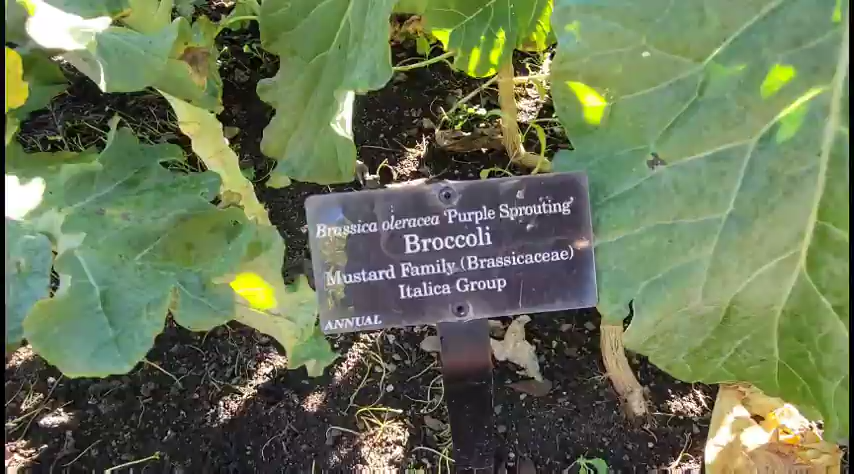 Brassica oleracea 'Purple Sprouting'
Broccoli
Mustard Family (Brassicaceae)
Italica Group
ANNUAL